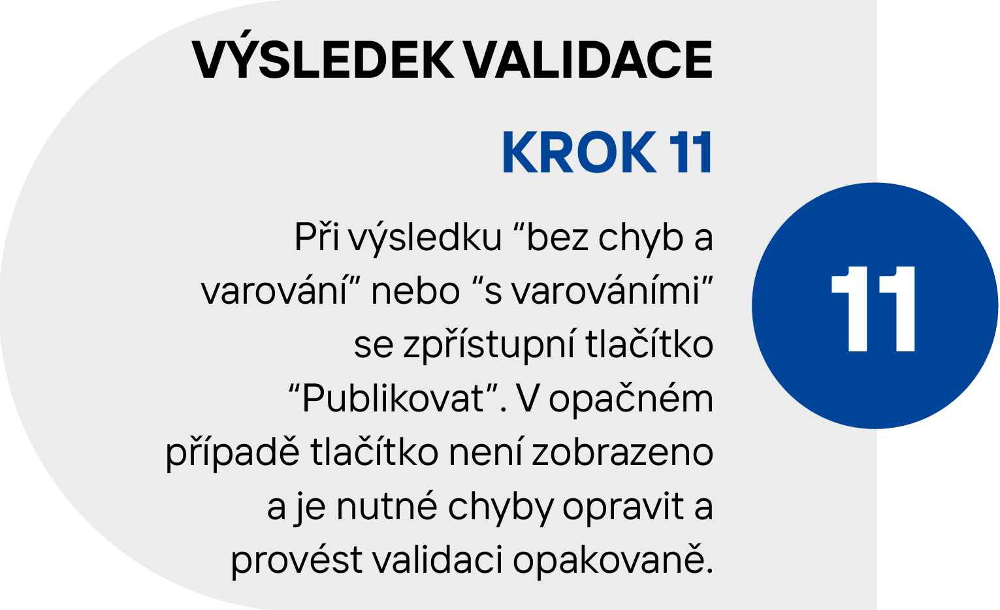 VÝSLEDEK VALIDACE
KROK 11
Při výsledku “bez chyb a
varování” nebo “s varováními”
se zpřístupní tlačítko
“Publikovat”. V opačném
případě tlačítko není zobrazeno
a je nutné chyby opravit a
provést validaci opakovaně.
11